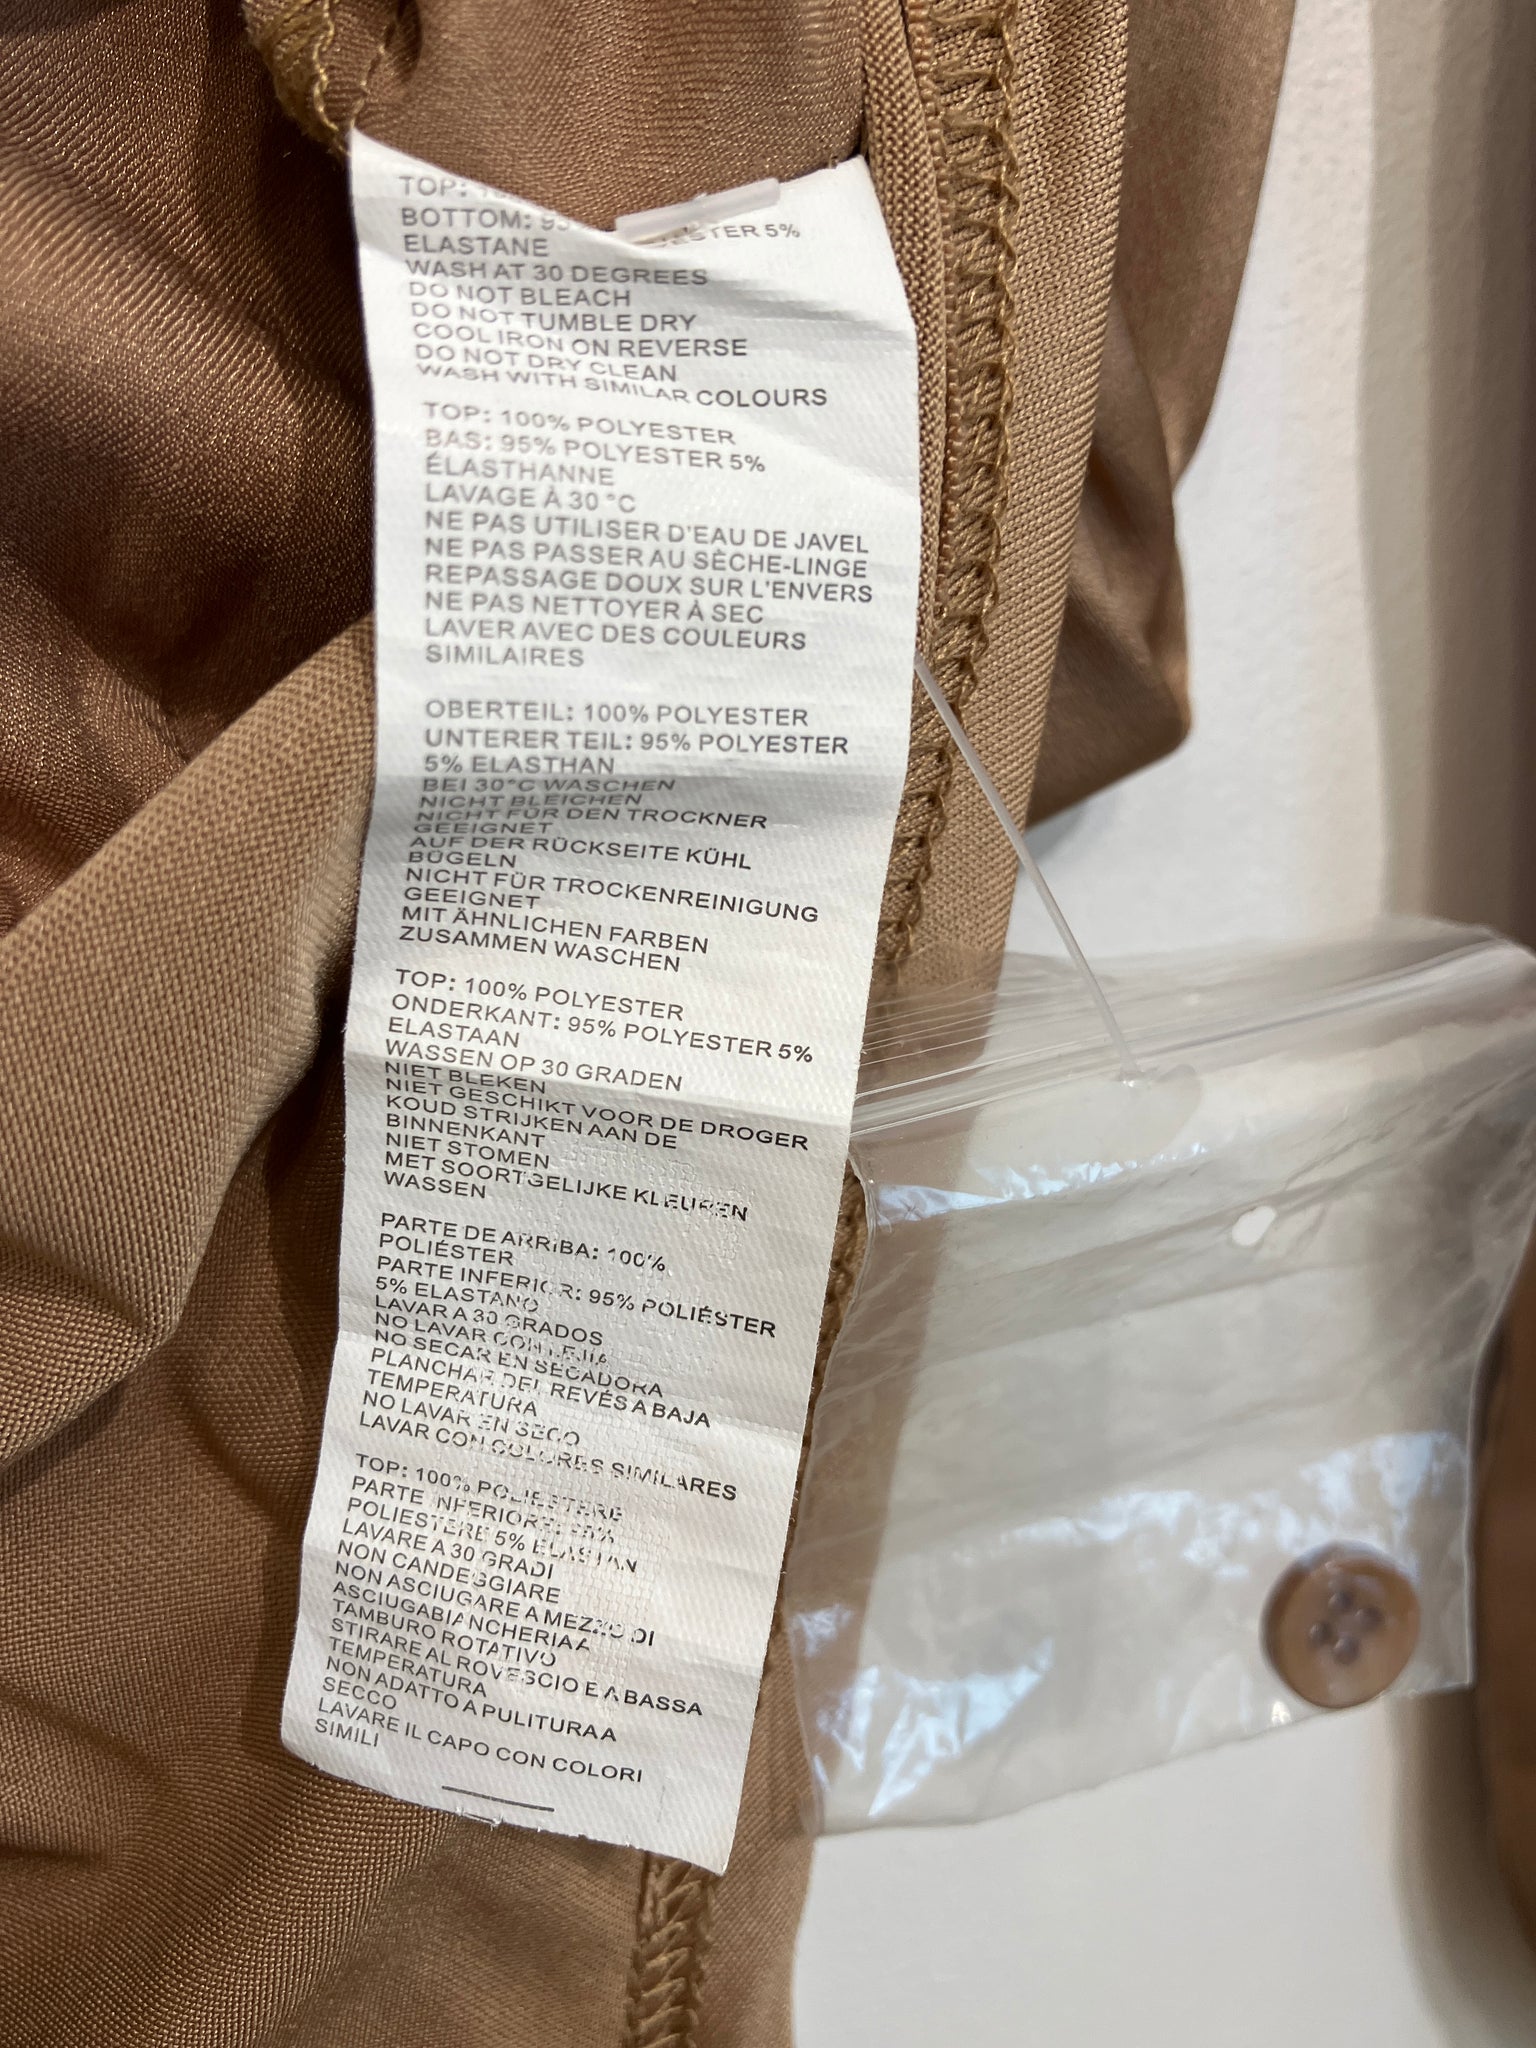 TOP:
BOTTOM: 5%
ELASTANE
WASH AT 30 DEGREES
DO NOT BLEACH
DO NOT TUMBLE DRY
COOL IRON ON REVERSE
DO NOT DRY CLEAN
WASH WITH SIMILAR COLOURS
TOP: 100% POLYESTER
BAS: 95% POLYESTER 5%
ÉLASTHANNE
LAVAGE À 30 °C
NE PAS UTILISER D'EAU DE JAVEL
NE PAS PASSER AU SÈCHE-LINGE
REPASSAGE DOUX SUR L'ENVERS
NE PAS NETTOYER À SEC
LAVER AVEC DES COULEURS
SIMILAIRES
OBERTEIL: 100% POLYESTER
UNTERER TEIL: 95% POLYESTER
5% ELASTHAN
BEI 30°C WASCHEN
NICHT BLEICHEN
NICHT FÜR DEN TROCKNER
GEEIGNET
AUF DER RÜCKSEITE KÜHL
BÜGELN
NICHT FÜR TROCKENREINIGUNG
GEEIGNET
MIT ÄHNLICHEN FARBEN
ZUSAMMEN WASCHEN
TOP: 100% POLYESTER
ONDERKANT: 95% POLYESTER 5%
ELASTAAN
WASSEN OP 30 GRADEN
NIET BLEKEN
NIET GESCHIKT VOOR DE DROGER
KOUD STRIJKEN AAN DE
BINNENKANT
NIET STOMEN
MET SOORTGELIJKE KLEUREN
WASSEN
PARTE DE ARRIBA: 100%
POLIÉSTER
PARTE INFERIOR: 95% POLIÉSTER
5% ELASTANO
LAVAR A 30 GRADOS
NO LAVAR CON LEJIA
NO SECAR EN SECADORA
PLANCHAR DEL REVÉS A BAJA
TEMPERATURA
NO LAVAR EN SECO
LAVAR CON COLORES SIMILARES
TOP: 100% POLIESTERE
PARTE INFERIORE: 95%
POLIESTERE 5% ELASTAN
LAVARE A 30 GRADI
NON CANDEGGIARE
NON ASCIUGARE A MEZZO DI
ASCIUGABIANCHERIA A
TAMBURO ROTATIVO
STIRARE AL ROVESCIO E A BASSA
TEMPERATURA
NON ADATTO A PULITURA A
SECCO
LAVARE IL CAPO CON COLORI
SIMILI